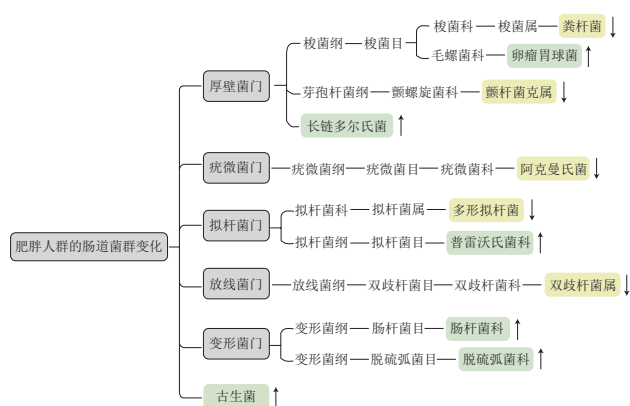 肥胖人群的肠道菌群变化
厚壁菌门
梭菌纲 梭菌目
梭菌科 梭菌属 粪杆菌 ↓
毛螺菌科 卵瘤胃球菌 ↑
芽孢杆菌纲 颤螺旋菌科 颤杆菌克属 ↓
长链多尔氏菌 ↑
疣微菌门 疣微菌纲 疣微菌目 疣微菌科 阿克曼氏菌 ↓
拟杆菌门
拟杆菌科 拟杆菌属 多形拟杆菌 ↓
拟杆菌纲 拟杆菌目 普雷沃氏菌科 ↑
放线菌门 放线菌纲 双歧杆菌目 双歧杆菌科 双歧杆菌属 ↓
变形菌门
变形菌纲 肠杆菌目 肠杆菌科 ↑
变形菌纲 脱硫弧菌目 脱硫弧菌科 ↑
古生菌 ↑